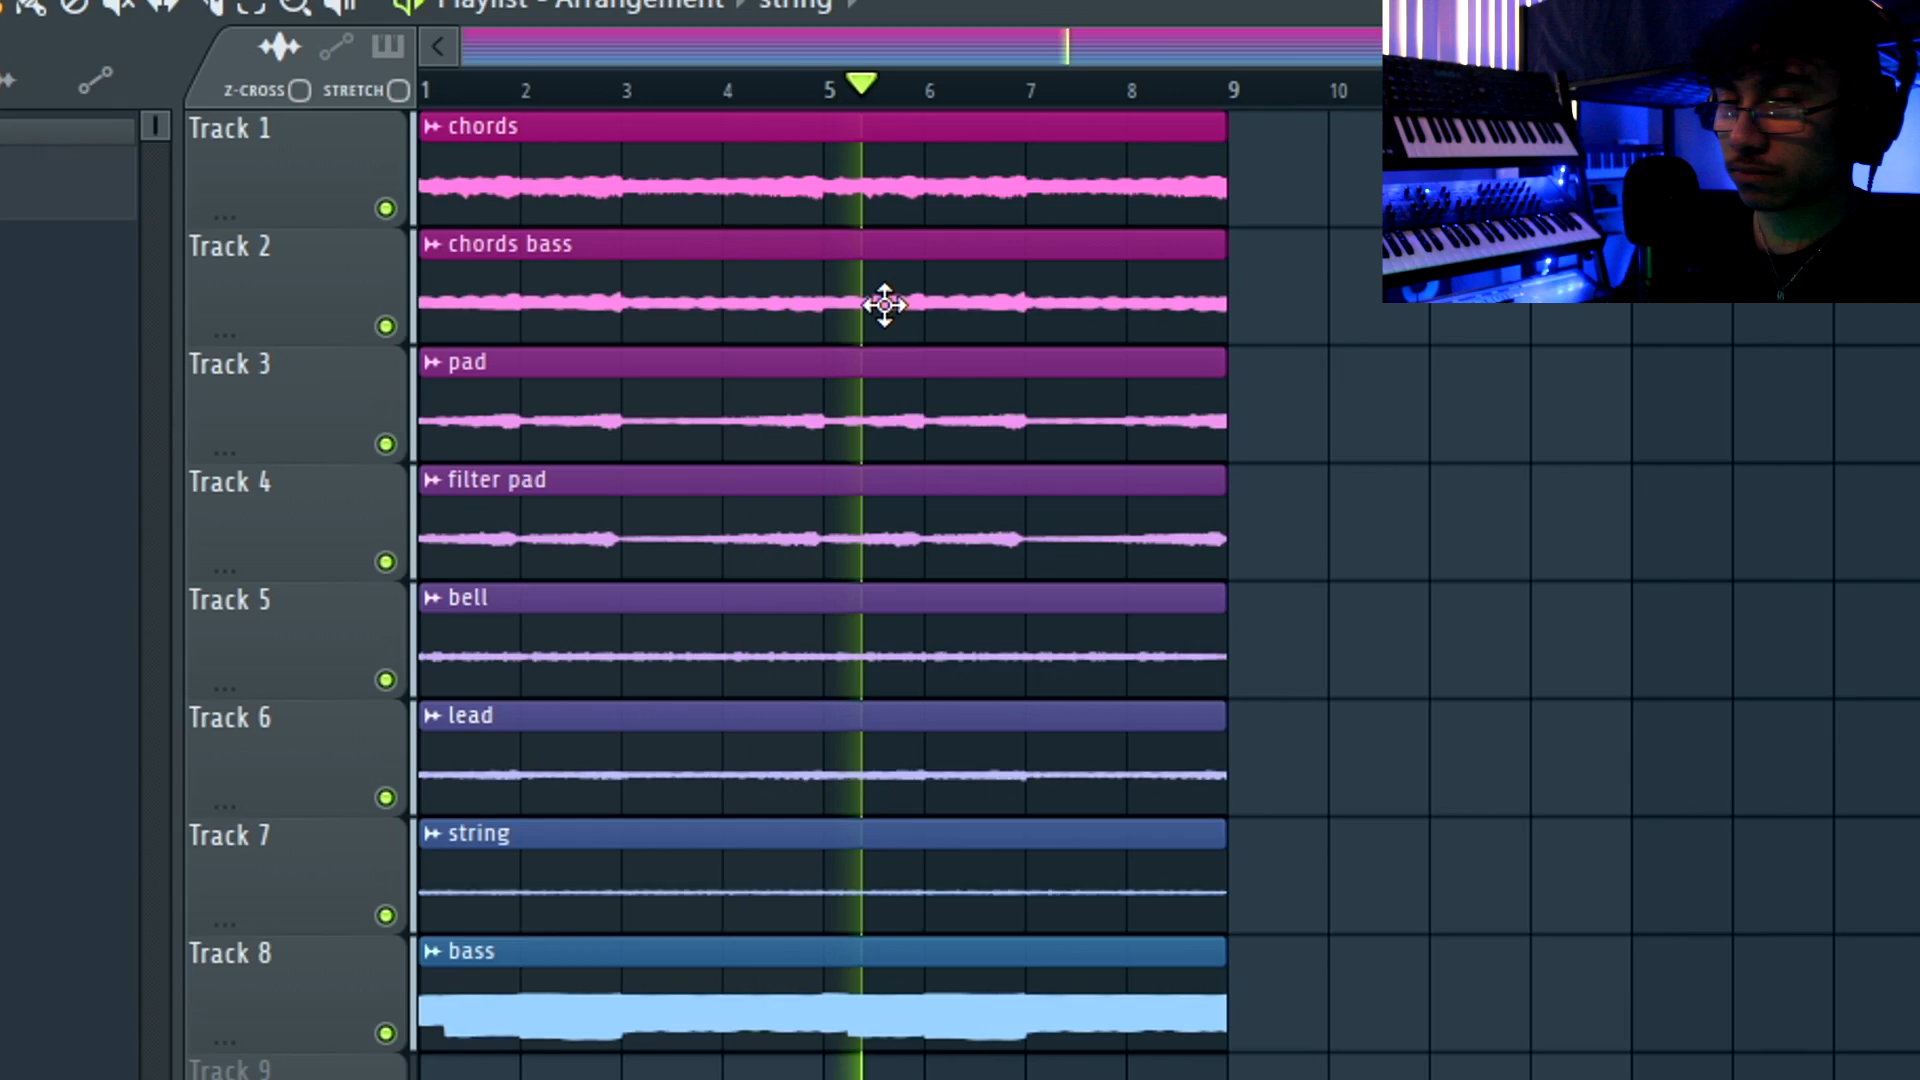 Playlist - Arrangement ▸ string ▸
Z-CROSS STRETCH
1 2 3 4 5 6 7 8 9 10
Track 1 chords
Track 2 chords bass
Track 3 pad
Track 4 filter pad
Track 5 bell
Track 6 lead
Track 7 string
Track 8 bass
Track 9